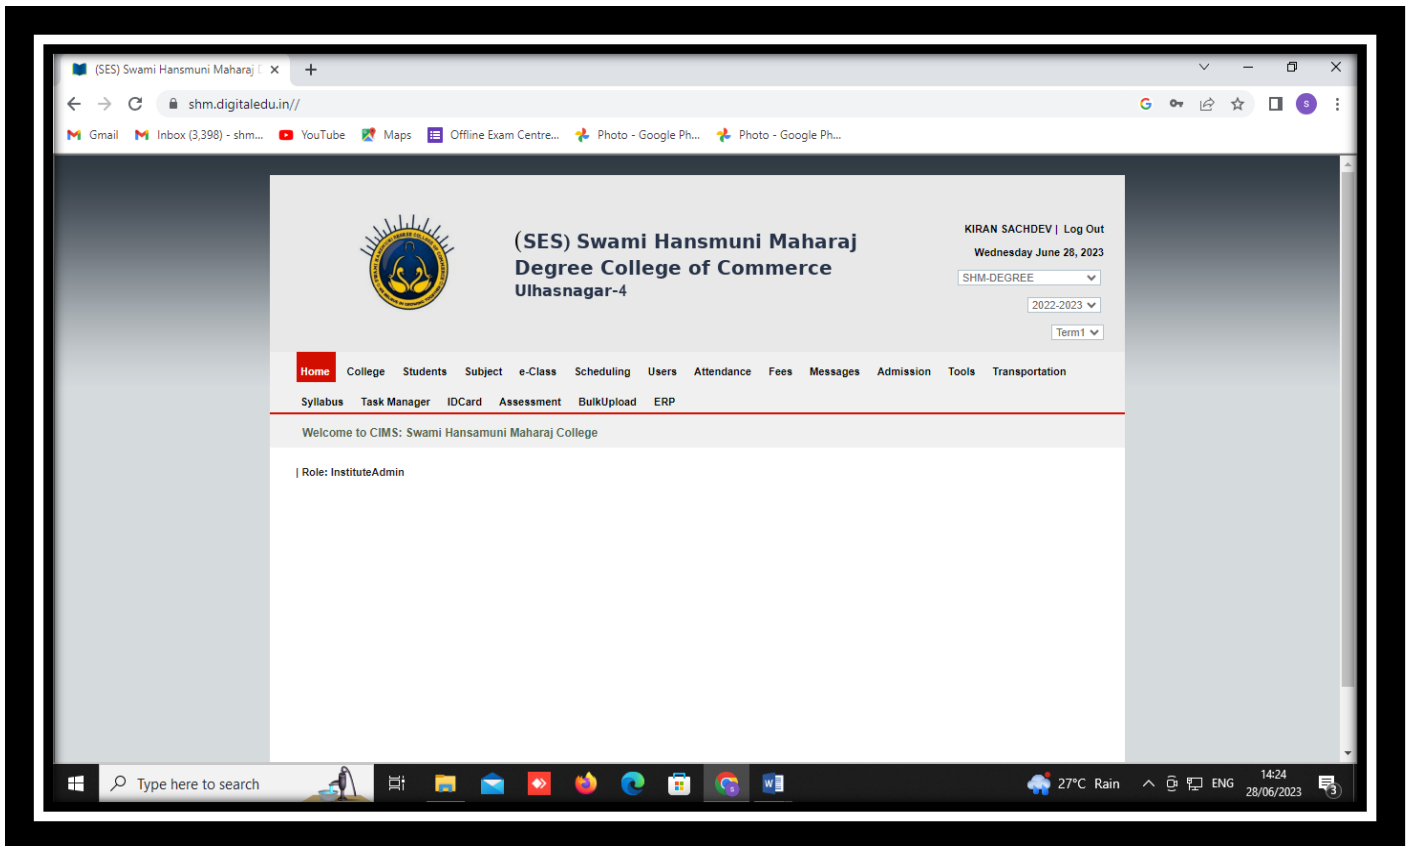 (SES) Swami Hansmuni Maharaj
shm.digitaledu.in//
G s
Gmail Inbox (3,398) - shm... YouTube Maps Offline Exam Centre... Photo - Google Ph... Photo - Google Ph...
(SES) Swami Hansmuni Maharaj
Degree College of Commerce
Ulhasnagar-4
KIRAN SACHDEV | Log Out
Wednesday June 28, 2023
SHM-DEGREE
2022-2023
Term1
Home College Students Subject e-Class Scheduling Users Attendance Fees Messages Admission Tools Transportation
Syllabus Task Manager IDCard Assessment BulkUpload ERP
Welcome to CIMS: Swami Hansamuni Maharaj College
| Role: InstituteAdmin
Type here to search
27°C Rain
ENG
14:24
28/06/2023
3